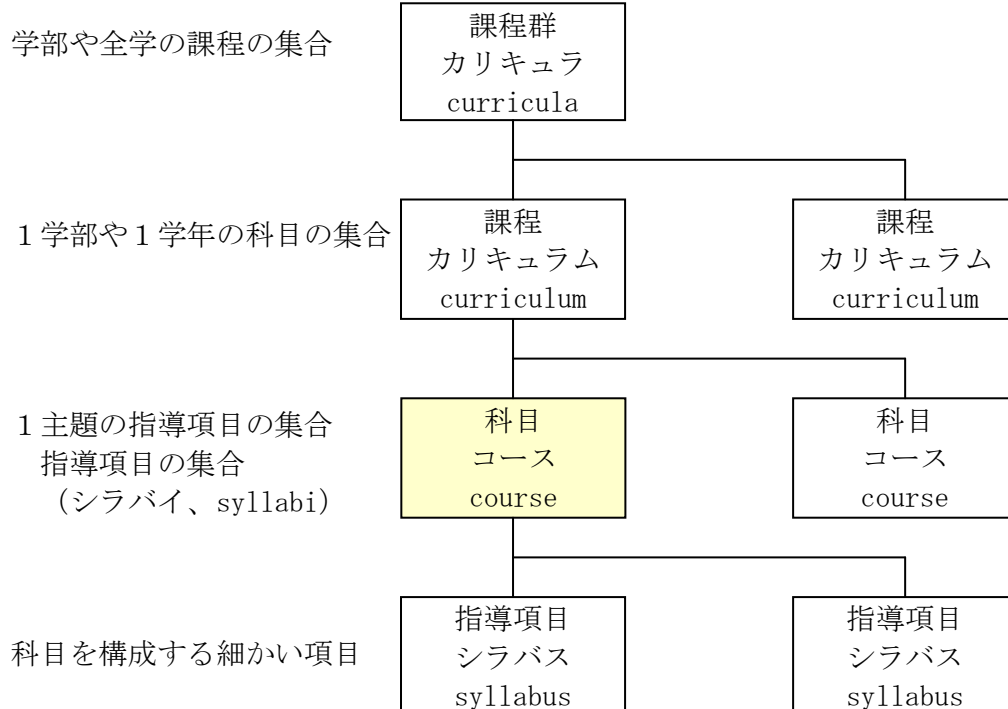 学部や全学の課程の集合
課程群
カリキュラ
curricula
1学部や1学年の科目の集合
課程
カリキュラム
curriculum
課程
カリキュラム
curriculum
1主題の指導項目の集合
指導項目の集合
（シラバイ、syllabi）
科目
コース
course
科目
コース
course
科目を構成する細かい項目
指導項目
シラバス
syllabus
指導項目
シラバス
syllabus